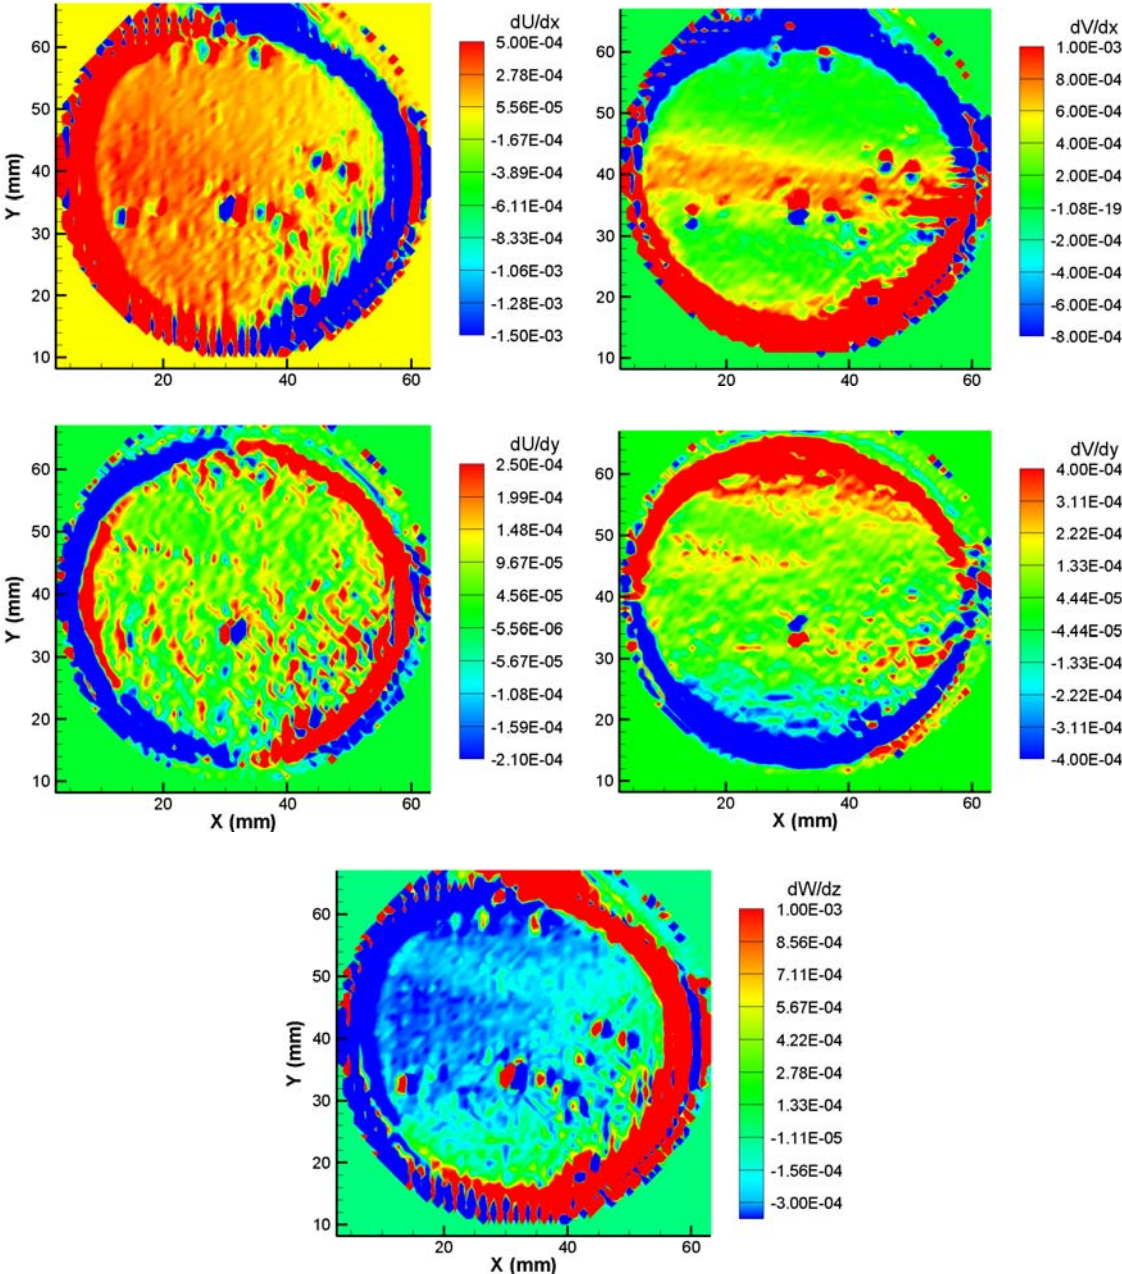 dU/dx
5.00E-04
2.78E-04
5.56E-05
-1.67E-04
-3.89E-04
-6.11E-04
-8.33E-04
-1.06E-03
-1.28E-03
-1.50E-03
Y (mm)
60
50
40
30
20
10
20
40
60
dV/dx
1.00E-03
8.00E-04
6.00E-04
4.00E-04
2.00E-04
-1.08E-19
-2.00E-04
-4.00E-04
-6.00E-04
-8.00E-04
60
50
40
30
20
10
20
40
60
dU/dy
2.50E-04
1.99E-04
1.48E-04
9.67E-05
4.56E-05
-5.56E-06
-5.67E-05
-1.08E-04
-1.59E-04
-2.10E-04
Y (mm)
60
50
40
30
20
10
20
40
60
X (mm)
dV/dy
4.00E-04
3.11E-04
2.22E-04
1.33E-04
4.44E-05
-4.44E-05
-1.33E-04
-2.22E-04
-3.11E-04
-4.00E-04
60
50
40
30
20
10
20
40
60
X (mm)
dW/dz
1.00E-03
8.56E-04
7.11E-04
5.67E-04
4.22E-04
2.78E-04
1.33E-04
-1.11E-05
-1.56E-04
-3.00E-04
Y (mm)
60
50
40
30
20
10
20
40
60
X (mm)